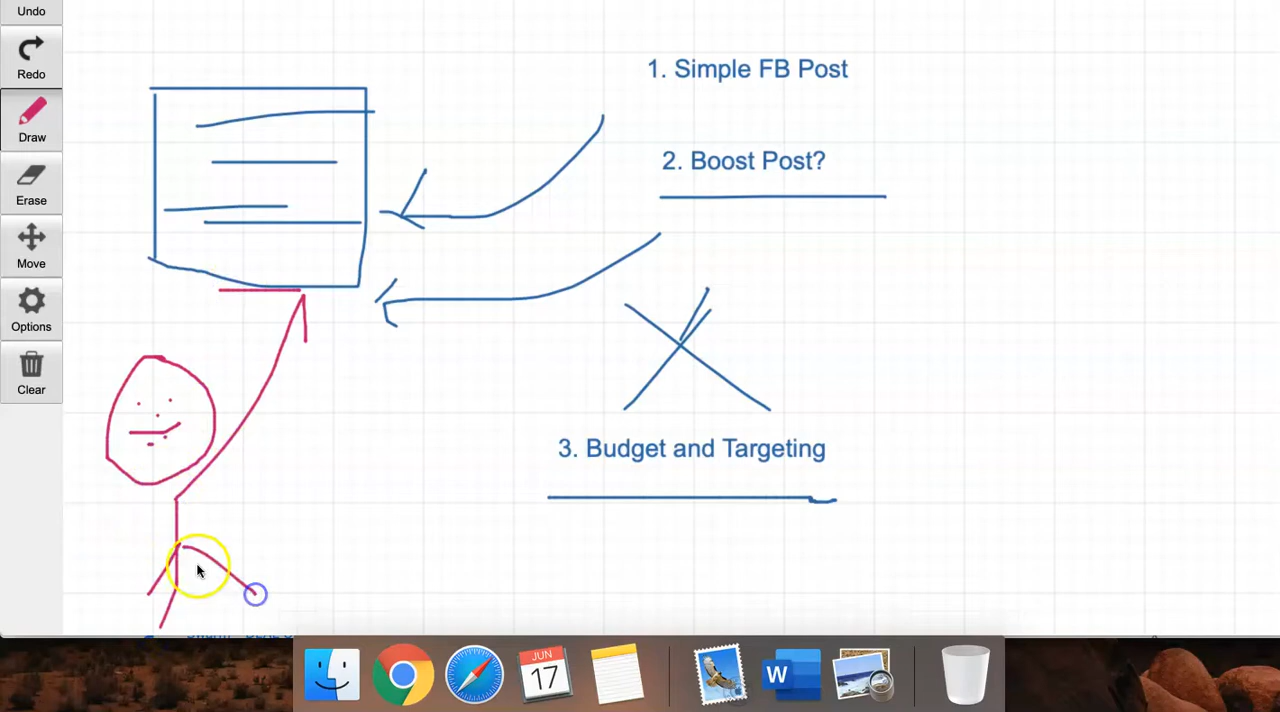 Undo
Redo
Draw
Erase
Move
Options
Clear
1. Simple FB Post
2. Boost Post?
3. Budget and Targeting
JUN
17
W